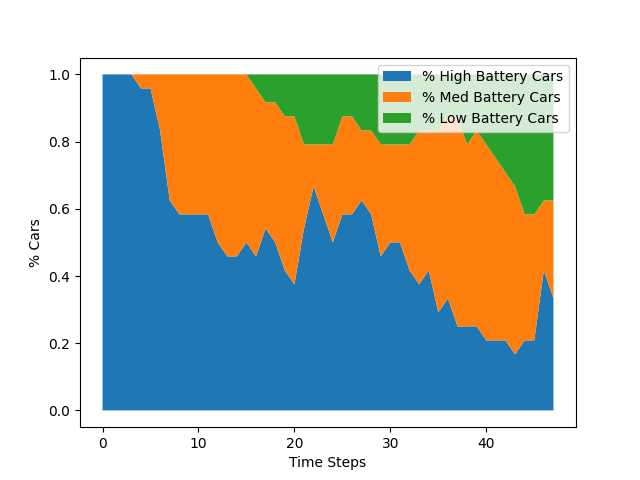 % High Battery Cars
% Med Battery Cars
% Low Battery Cars
1.0
0.8
0.6
0.4
0.2
0.0
% Cars
0 10 20 30 40
Time Steps